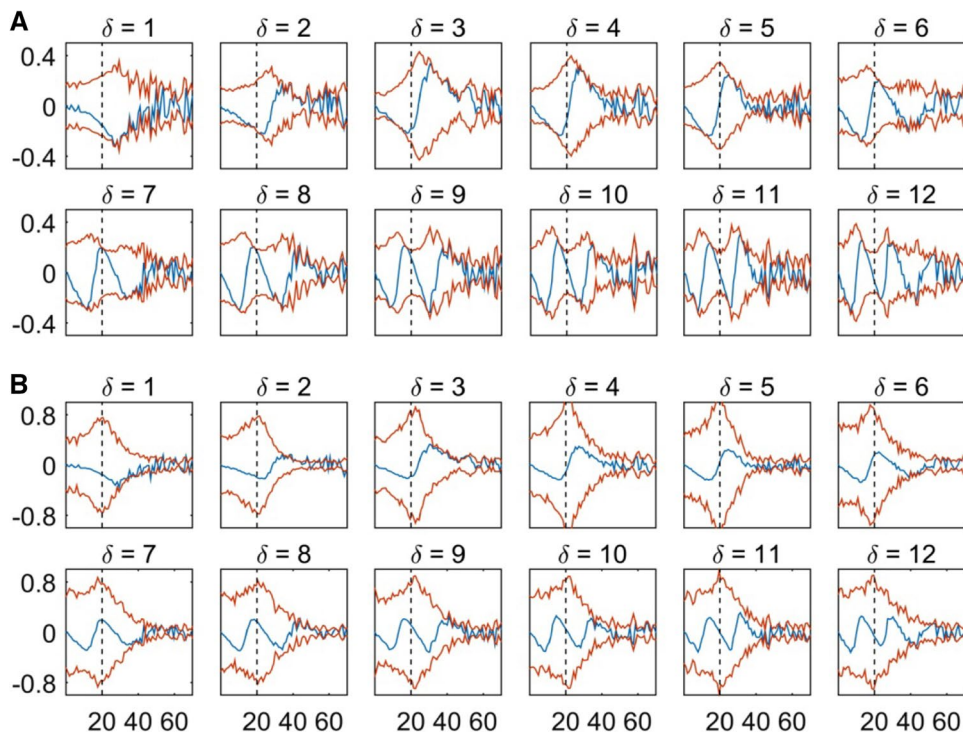 A
δ = 1 δ = 2 δ = 3 δ = 4 δ = 5 δ = 6
0.4
0
-0.4
δ = 7 δ = 8 δ = 9 δ = 10 δ = 11 δ = 12
0.4
0
-0.4
B
δ = 1 δ = 2 δ = 3 δ = 4 δ = 5 δ = 6
0.8
0
-0.8
δ = 7 δ = 8 δ = 9 δ = 10 δ = 11 δ = 12
0.8
0
-0.8
20 40 60 20 40 60 20 40 60 20 40 60 20 40 60 20 40 60